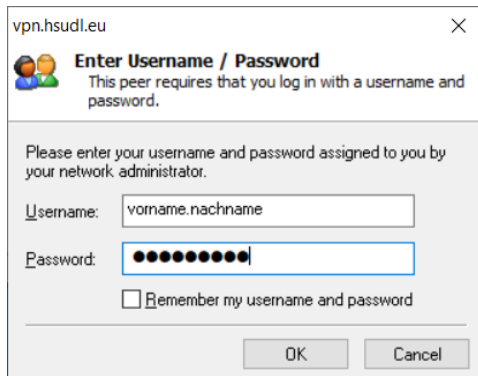 vpn.hsudl.eu
Enter Username / Password
This peer requires that you log in with a username and
password.
Please enter your username and password assigned to you by
your network administrator.
Username: vorname.nachname
Password: ●●●●●●●●●
Remember my username and password
OK Cancel